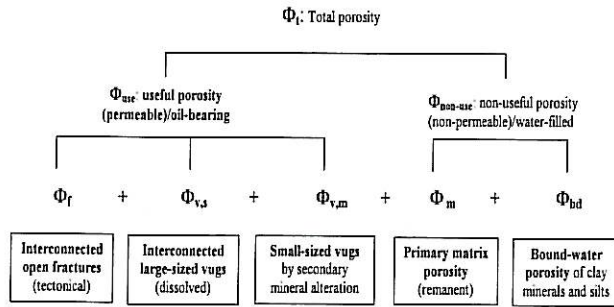 Φt: Total porosity
Φuse: useful porosity
(permeable)/oil-bearing
Φnon-use: non-useful porosity
(non-permeable)/water-filled
Φf + Φv,s + Φv,m + Φm + Φbd
Interconnected
open fractures
(tectonical)
Interconnected
large-sized vugs
(dissolved)
Small-sized vugs
by secondary
mineral alteration
Primary matrix
porosity
(remanent)
Bound-water
porosity of clay
minerals and silts